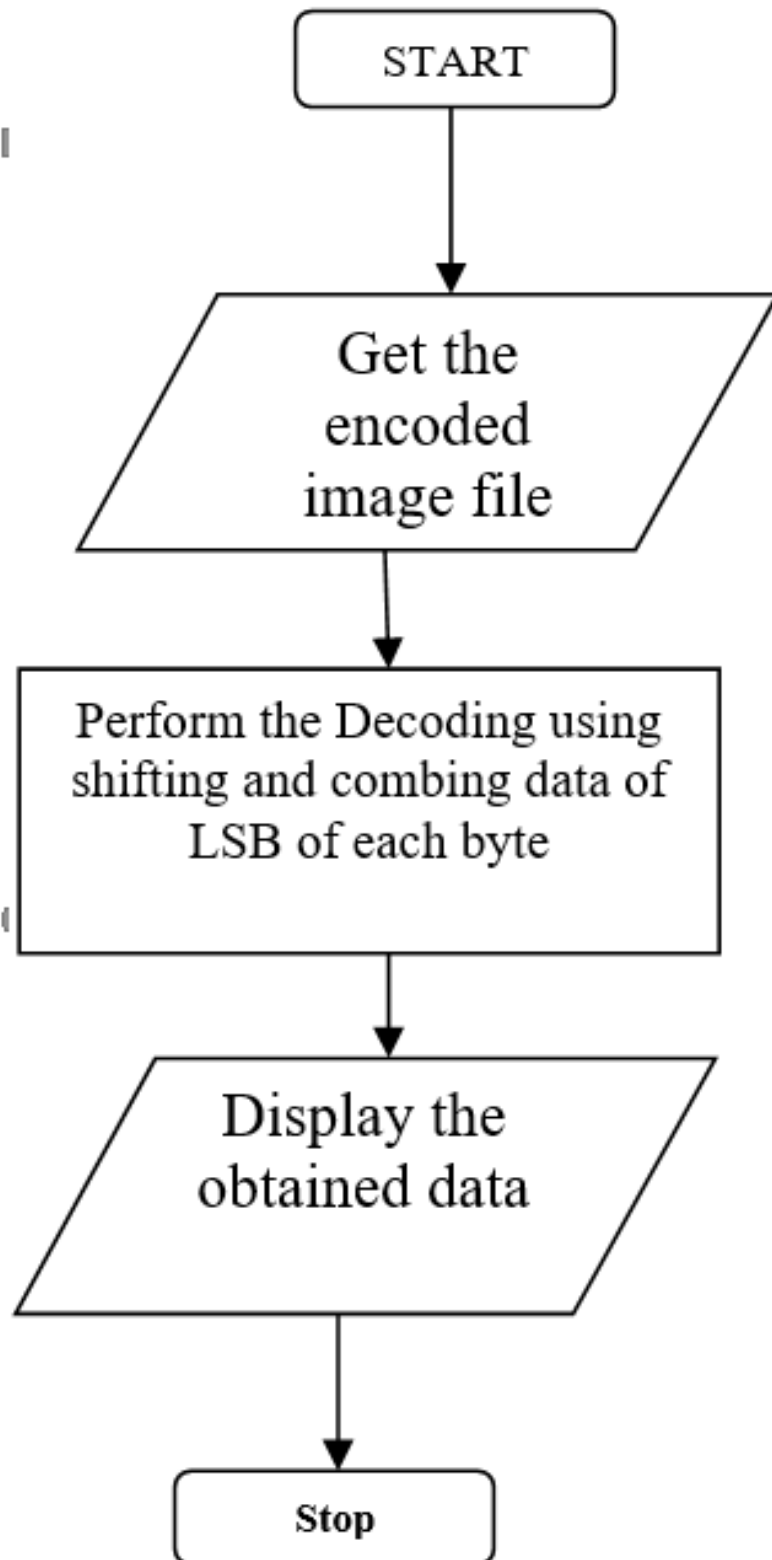 START
Get the
encoded
image file
Perform the Decoding using
shifting and combing data of
LSB of each byte
Display the
obtained data
Stop